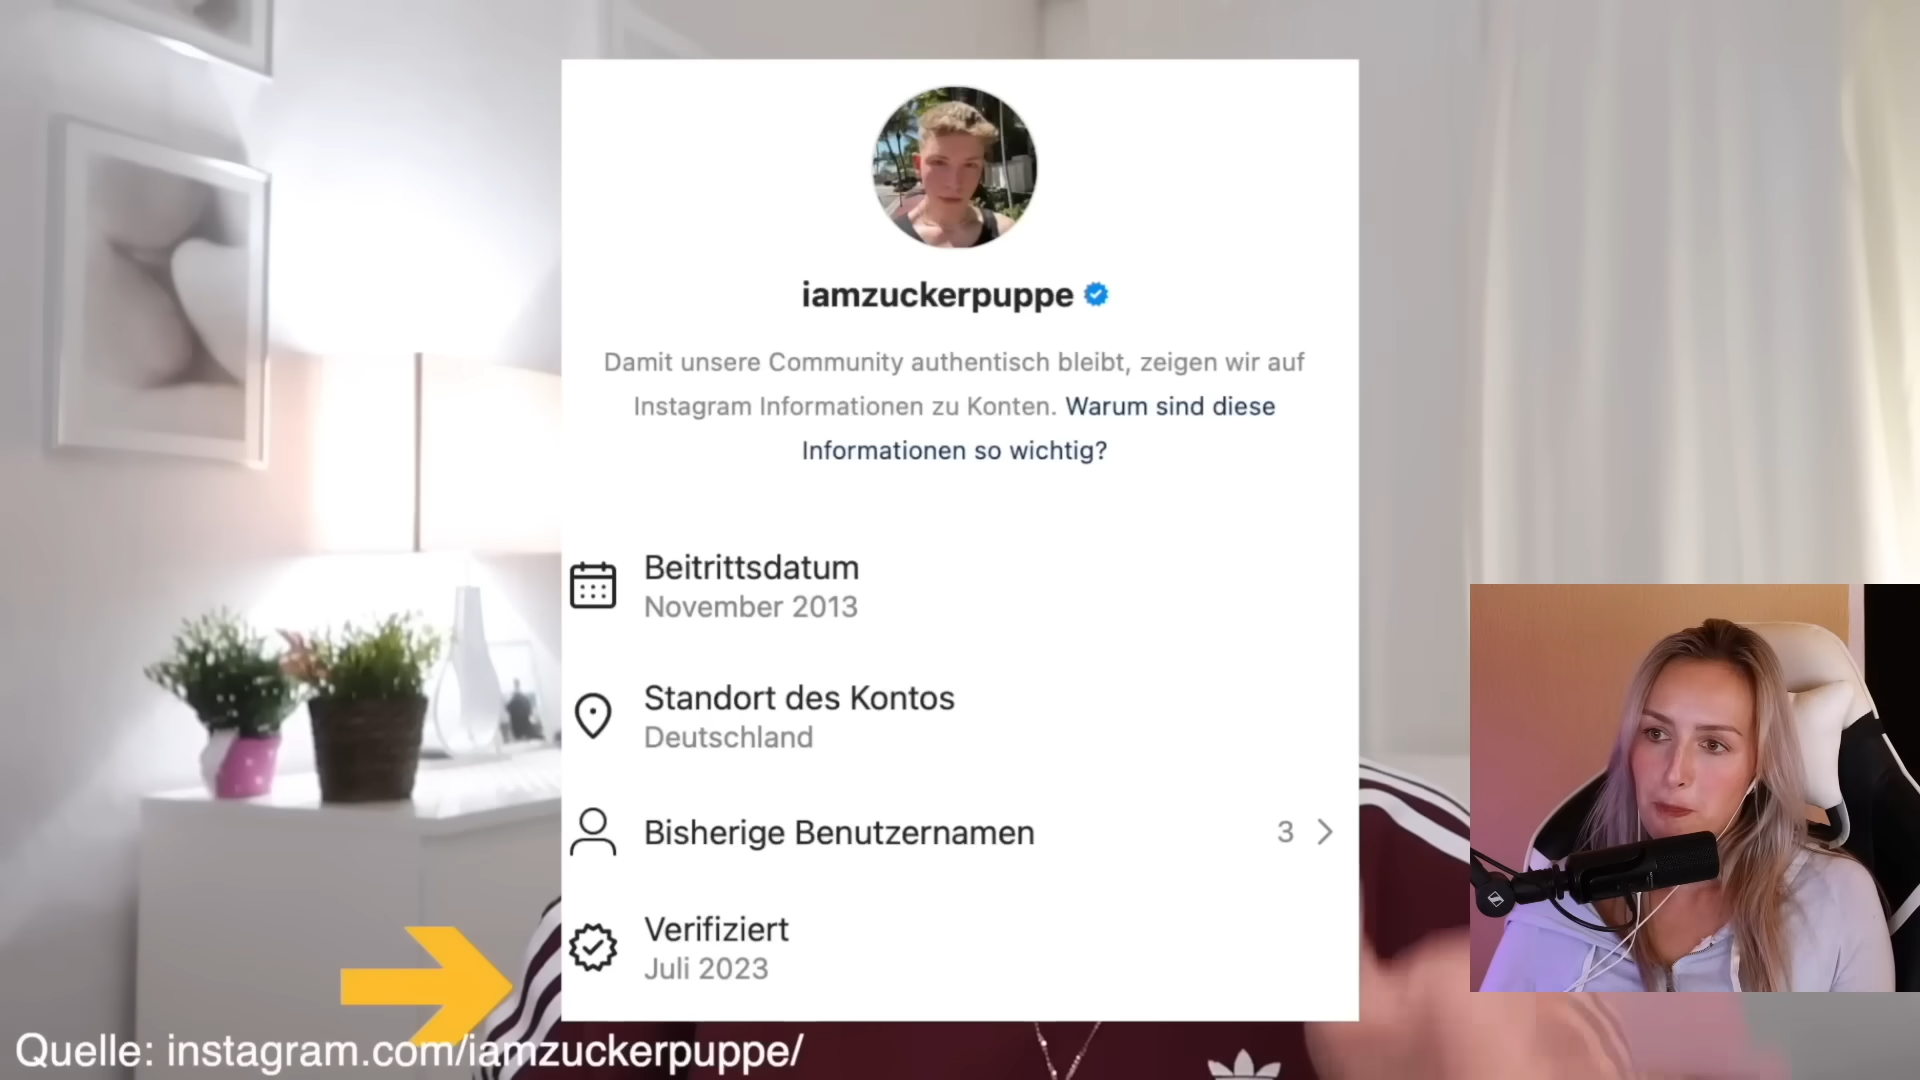 iamzuckerpuppe
Damit unsere Community authentisch bleibt, zeigen wir auf
Instagram Informationen zu Konten. Warum sind diese
Informationen so wichtig?
Beitrittsdatum
November 2013
Standort des Kontos
Deutschland
Bisherige Benutzernamen 3
Verifiziert
Juli 2023
Quelle: instagram.com/iamzuckerpuppe/